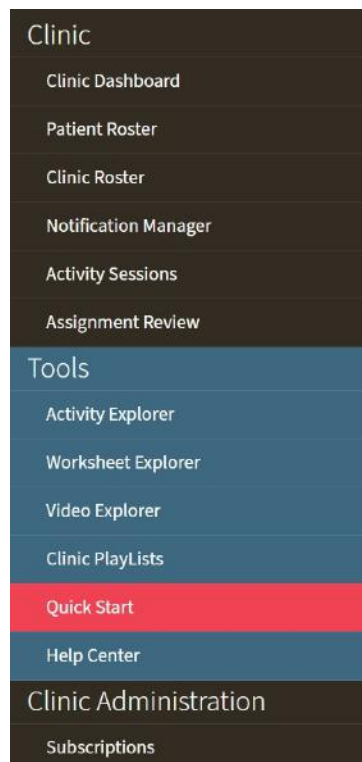 Clinic
Clinic Dashboard
Patient Roster
Clinic Roster
Notification Manager
Activity Sessions
Assignment Review
Tools
Activity Explorer
Worksheet Explorer
Video Explorer
Clinic PlayLists
Quick Start
Help Center
Clinic Administration
Subscriptions